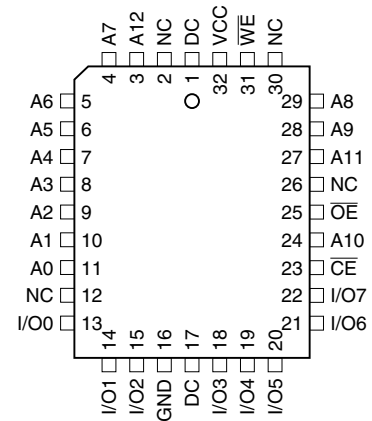 A7 A12 NC DC VCC W̅E̅ NC
4 3 2 1 32 31 30
A6 5 29 A8
A5 6 28 A9
A4 7 27 A11
A3 8 26 NC
A2 9 25 O̅E̅
A1 10 24 A10
A0 11 23 C̅E̅
NC 12 22 I/O7
I/O0 13 21 I/O6
14 15 16 17 18 19 20
I/O1 I/O2 GND DC I/O3 I/O4 I/O5